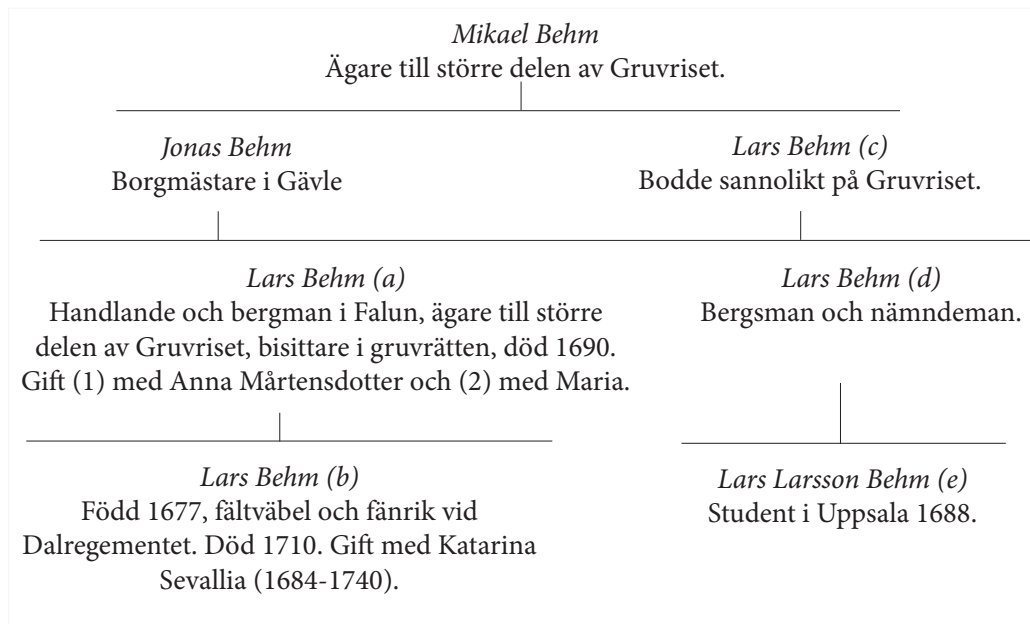 Mikael Behm
Ägare till större delen av Gruvriset.
Jonas Behm
Borgmästare i Gävle
Lars Behm (c)
Bodde sannolikt på Gruvriset.
Lars Behm (a)
Handlande och bergman i Falun, ägare till större
delen av Gruvriset, bisittare i gruvrätten, död 1690.
Gift (1) med Anna Mårtensdotter och (2) med Maria.
Lars Behm (d)
Bergsman och nämndeman.
Lars Behm (b)
Född 1677, fältväbel och fänrik vid
Dalregementet. Död 1710. Gift med Katarina
Sevallia (1684-1740).
Lars Larsson Behm (e)
Student i Uppsala 1688.